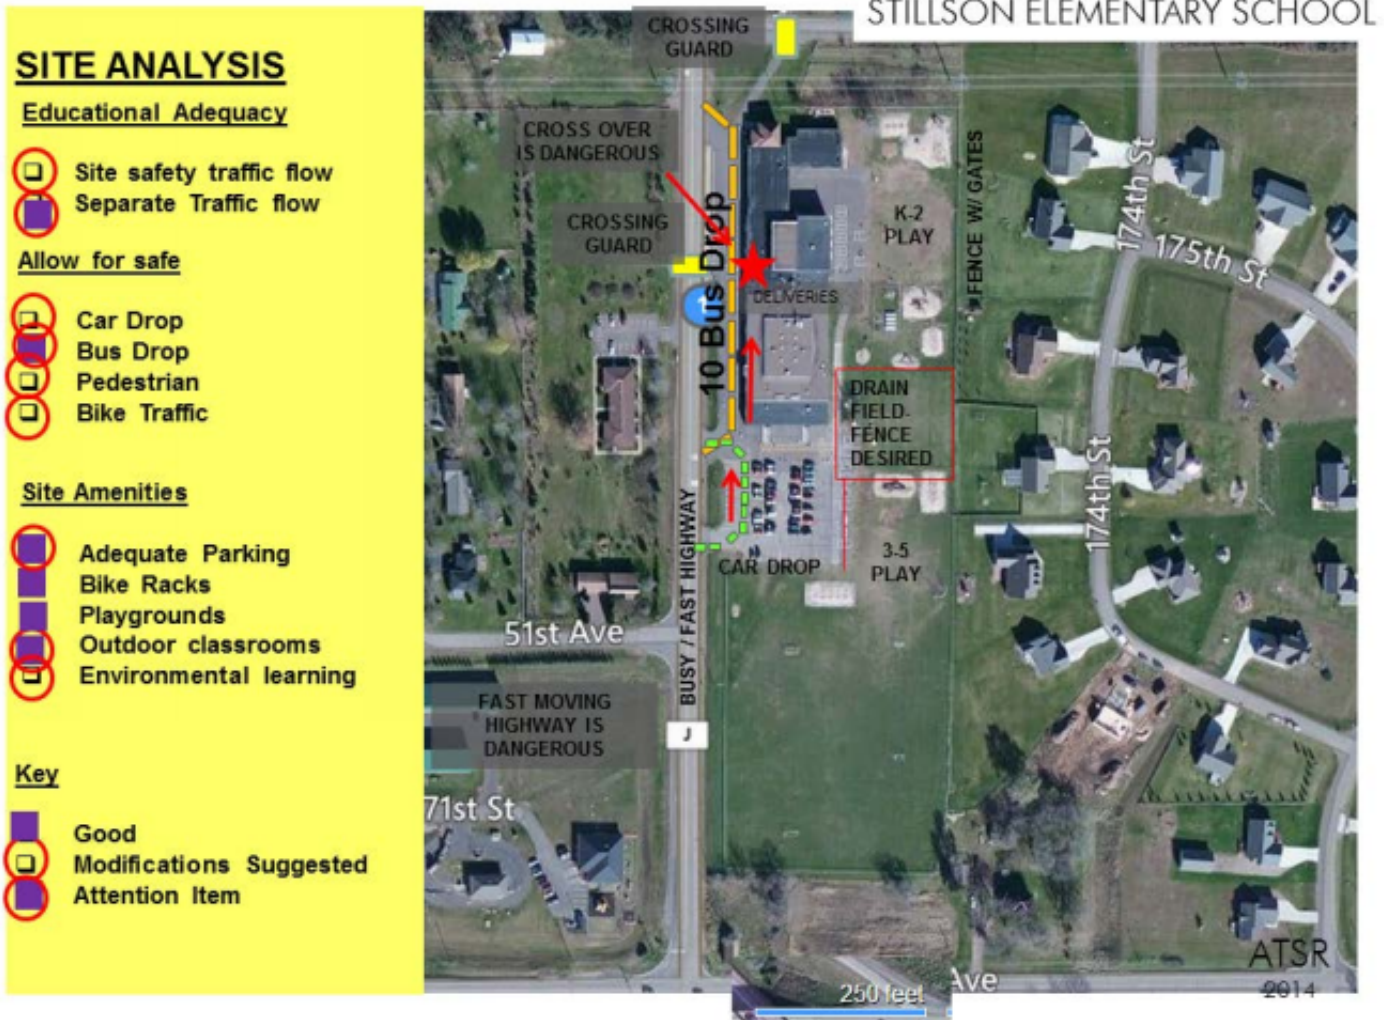 STILLSON ELEMENTARY SCHOOL
SITE ANALYSIS
Educational Adequacy
Site safety traffic flow
Separate Traffic flow
Allow for safe
Car Drop
Bus Drop
Pedestrian
Bike Traffic
Site Amenities
Adequate Parking
Bike Racks
Playgrounds
Outdoor classrooms
Environmental learning
Key
Good
Modifications Suggested
Attention Item
CROSSING
GUARD
CROSS OVER
IS DANGEROUS
CROSSING
GUARD
10 Bus Drop
DELIVERIES
K-2
PLAY
FENCE W/ GATES
174th St
175th St
DRAIN
FIELD-
FENCE
DESIRED
174th St
BUSY / FAST HIGHWAY
CAR DROP
3-5
PLAY
51st Ave
FAST MOVING
HIGHWAY IS
DANGEROUS
J
71st St
Ave
250 feet
ATSR
2014